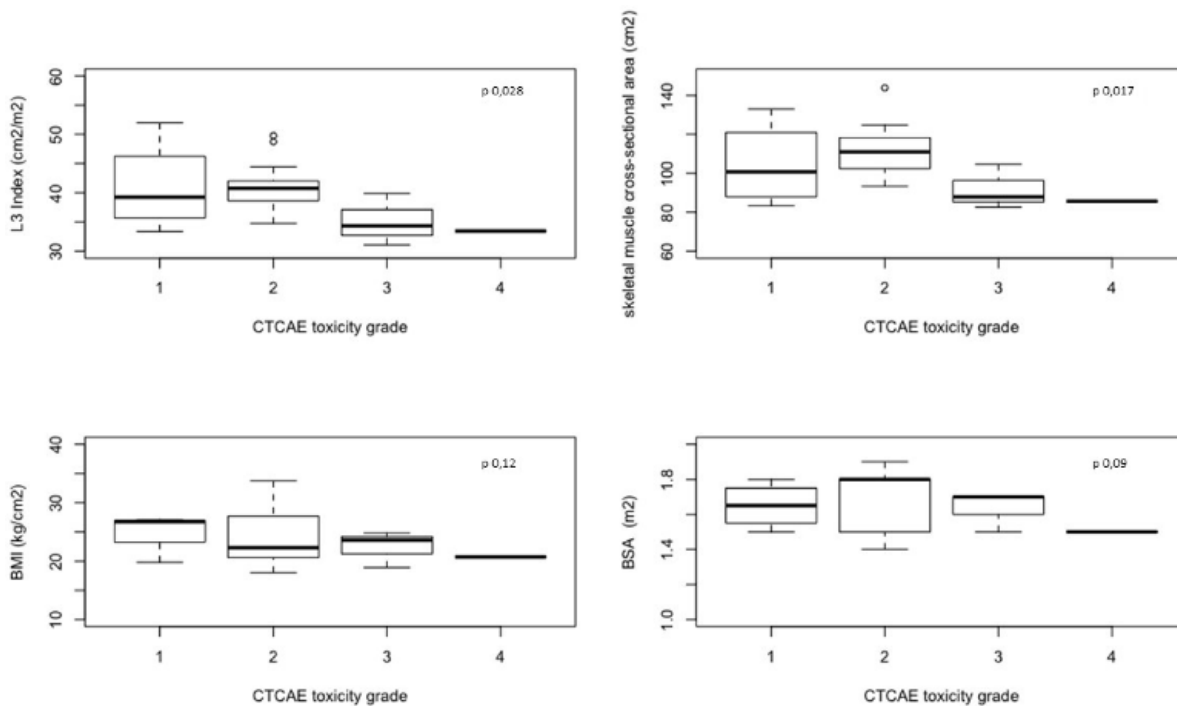 L3 Index (cm2/m2)
60
50
40
30
p 0,028
1 2 3 4
CTCAE toxicity grade
skeletal muscle cross-sectional area (cm2)
140
100
80
60
p 0,017
1 2 3 4
CTCAE toxicity grade
BMI (kg/cm2)
40
30
20
10
p 0,12
1 2 3 4
CTCAE toxicity grade
BSA (m2)
1.8
1.4
1.0
p 0,09
1 2 3 4
CTCAE toxicity grade